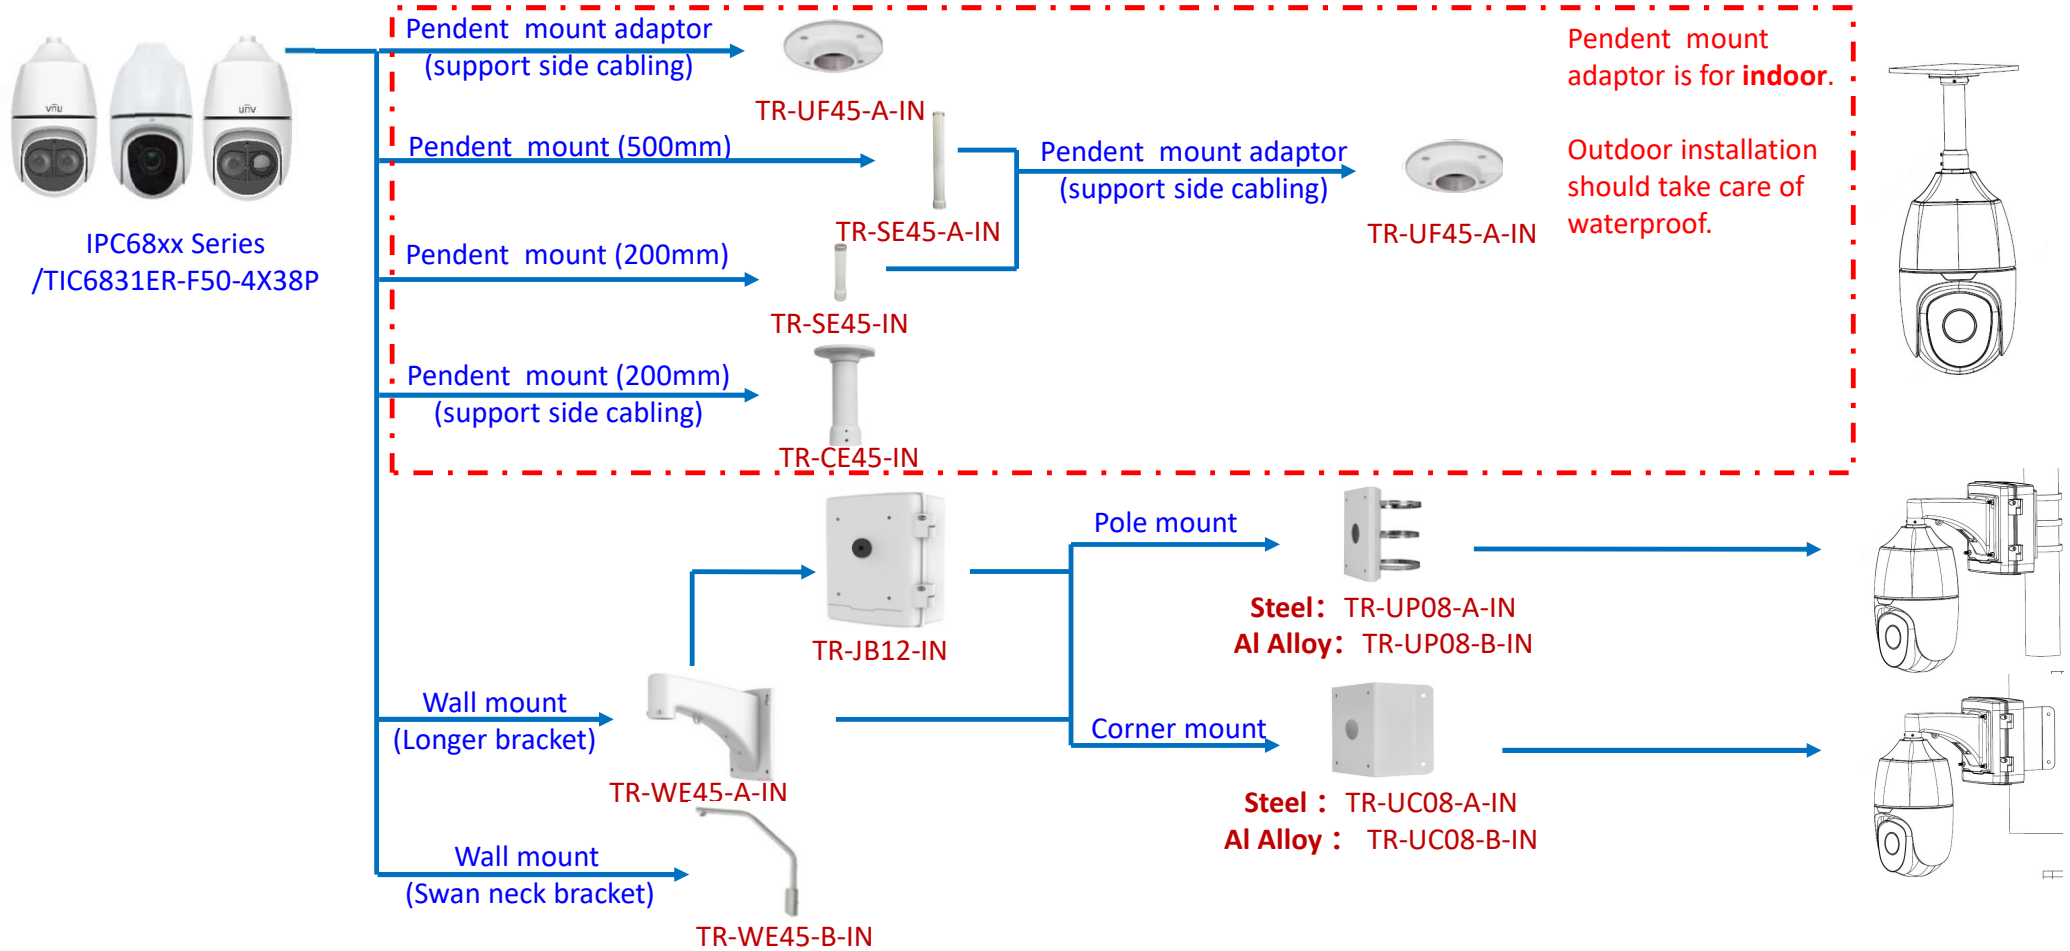 Pendent mount adaptor
(support side cabling)
TR-UF45-A-IN
Pendent mount
adaptor is for indoor.
Outdoor installation
should take care of
waterproof.
unv
unv
IPC68xx Series
/TIC6831ER-F50-4X38P
Pendent mount (500mm)
TR-SE45-A-IN
Pendent mount adaptor
(support side cabling)
TR-UF45-A-IN
Pendent mount (200mm)
TR-SE45-IN
Pendent mount (200mm)
(support side cabling)
TR-CE45-IN
TR-JB12-IN
Pole mount
Steel： TR-UP08-A-IN
Al Alloy： TR-UP08-B-IN
Wall mount
(Longer bracket)
TR-WE45-A-IN
Corner mount
Steel： TR-UC08-A-IN
Al Alloy： TR-UC08-B-IN
Wall mount
(Swan neck bracket)
TR-WE45-B-IN